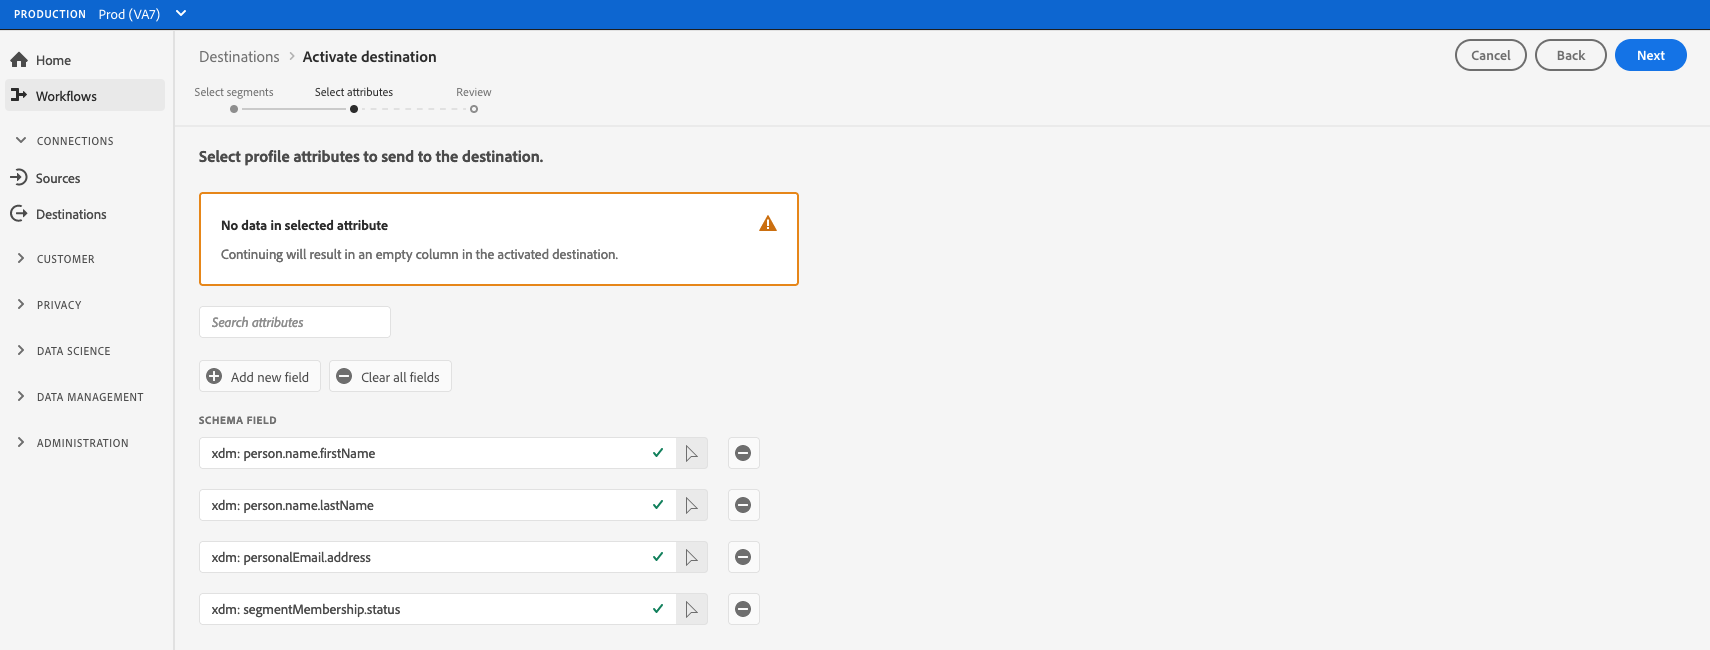 PRODUCTION Prod (VA7)
Home
Workflows
CONNECTIONS
Sources
Destinations
CUSTOMER
PRIVACY
DATA SCIENCE
DATA MANAGEMENT
ADMINISTRATION
Destinations > Activate destination
Cancel Back Next
Select segments Select attributes Review
Select profile attributes to send to the destination.
No data in selected attribute
Continuing will result in an empty column in the activated destination.
Search attributes
Add new field Clear all fields
SCHEMA FIELD
xdm: person.name.firstName
xdm: person.name.lastName
xdm: personalEmail.address
xdm: segmentMembership.status